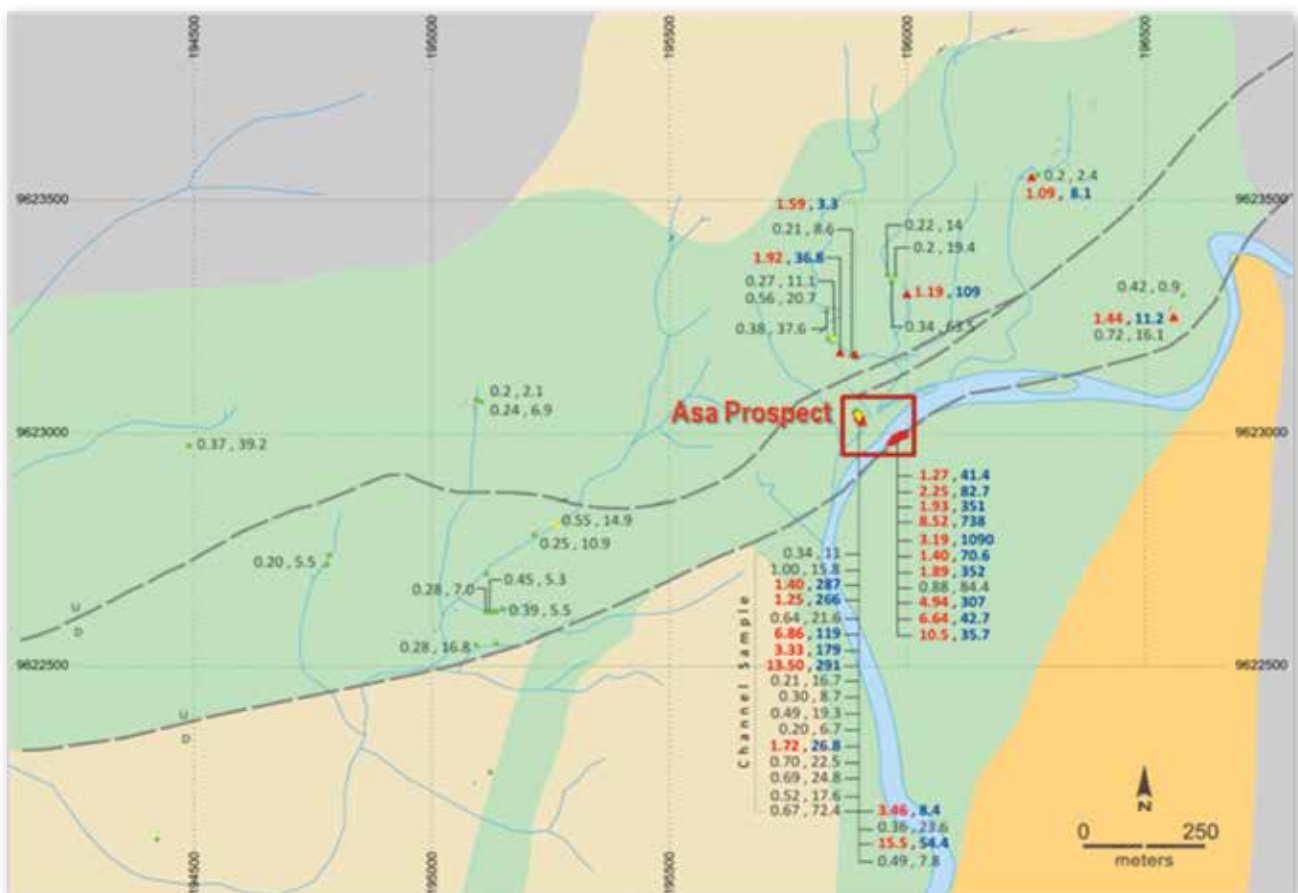 194500
195000
195500
196000
196500
9623500
9623500
0.2 , 2.4
1.09 , 8.1
1.59 , 3.3
0.21 , 8.6
1.92 , 36.8
0.27 , 11.1
0.56 , 20.7
0.38 , 37.6
0.22 , 14
0.2 , 19.4
1.19 , 109
0.34 , 63.5
0.42 , 0.9
1.44 , 11.2
0.72 , 16.1
0.2 , 2.1
0.24 , 6.9
Asa Prospect
0.37 , 39.2
9623000
9623000
0.55 , 14.9
0.25 , 10.9
0.20 , 5.5
0.45 , 5.3
0.28 , 7.0
0.39 , 5.5
0.28 , 16.8
U
D
U
D
1.27 , 41.4
2.25 , 82.7
1.93 , 351
8.52 , 738
3.19 , 1090
1.40 , 70.6
1.89 , 352
0.88 , 84.4
4.94 , 307
6.64 , 42.7
10.5 , 35.7
9622500
9622500
Channel Sample
0.34 , 11
1.00 , 15.8
1.40 , 287
1.25 , 266
0.64 , 21.6
6.86 , 119
3.33 , 179
13.50 , 291
0.21 , 16.7
0.30 , 8.7
0.49 , 19.3
0.20 , 6.7
1.72 , 26.8
0.70 , 22.5
0.69 , 24.8
0.52 , 17.6
0.67 , 72.4
3.46 , 8.4
0.36 , 23.6
15.5 , 54.4
0.49 , 7.8
N
0 250
meters
194500
195000
195500
196000
196500